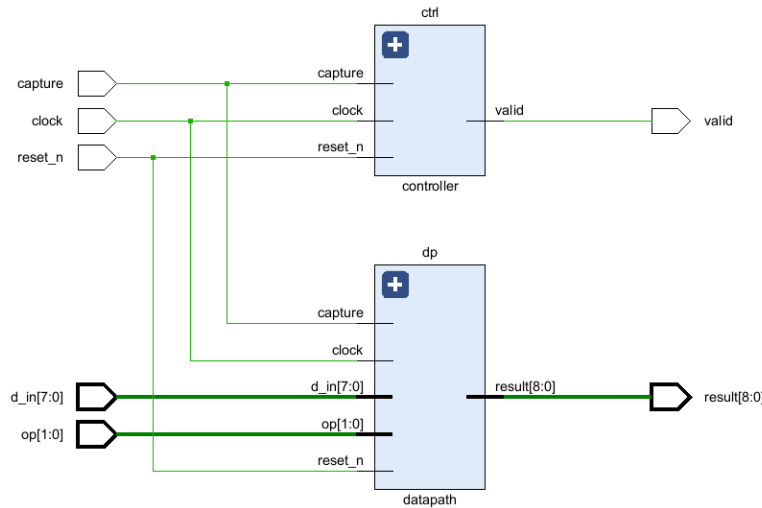 ctrl
capture
capture
clock
clock
valid
valid
reset_n
reset_n
controller
dp
capture
clock
d_in[7:0]
d_in[7:0]
result[8:0]
result[8:0]
op[1:0]
op[1:0]
reset_n
datapath